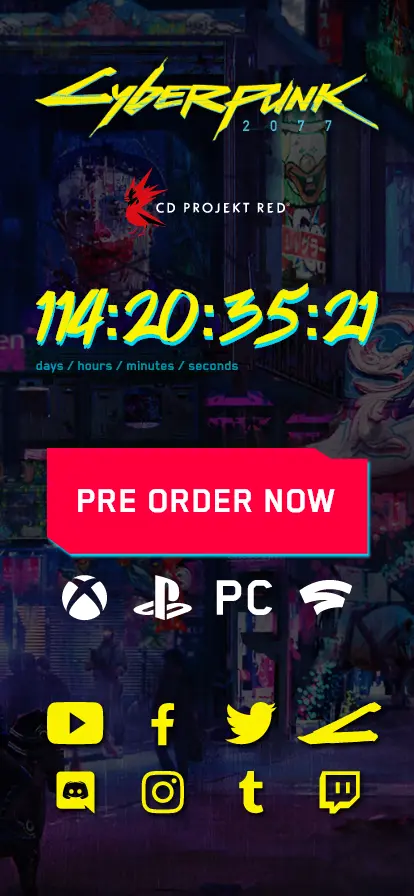 CYBERPUNK
2077
CD PROJEKT RED
114:20:35:21
days / hours / minutes / seconds
PRE ORDER NOW
PC